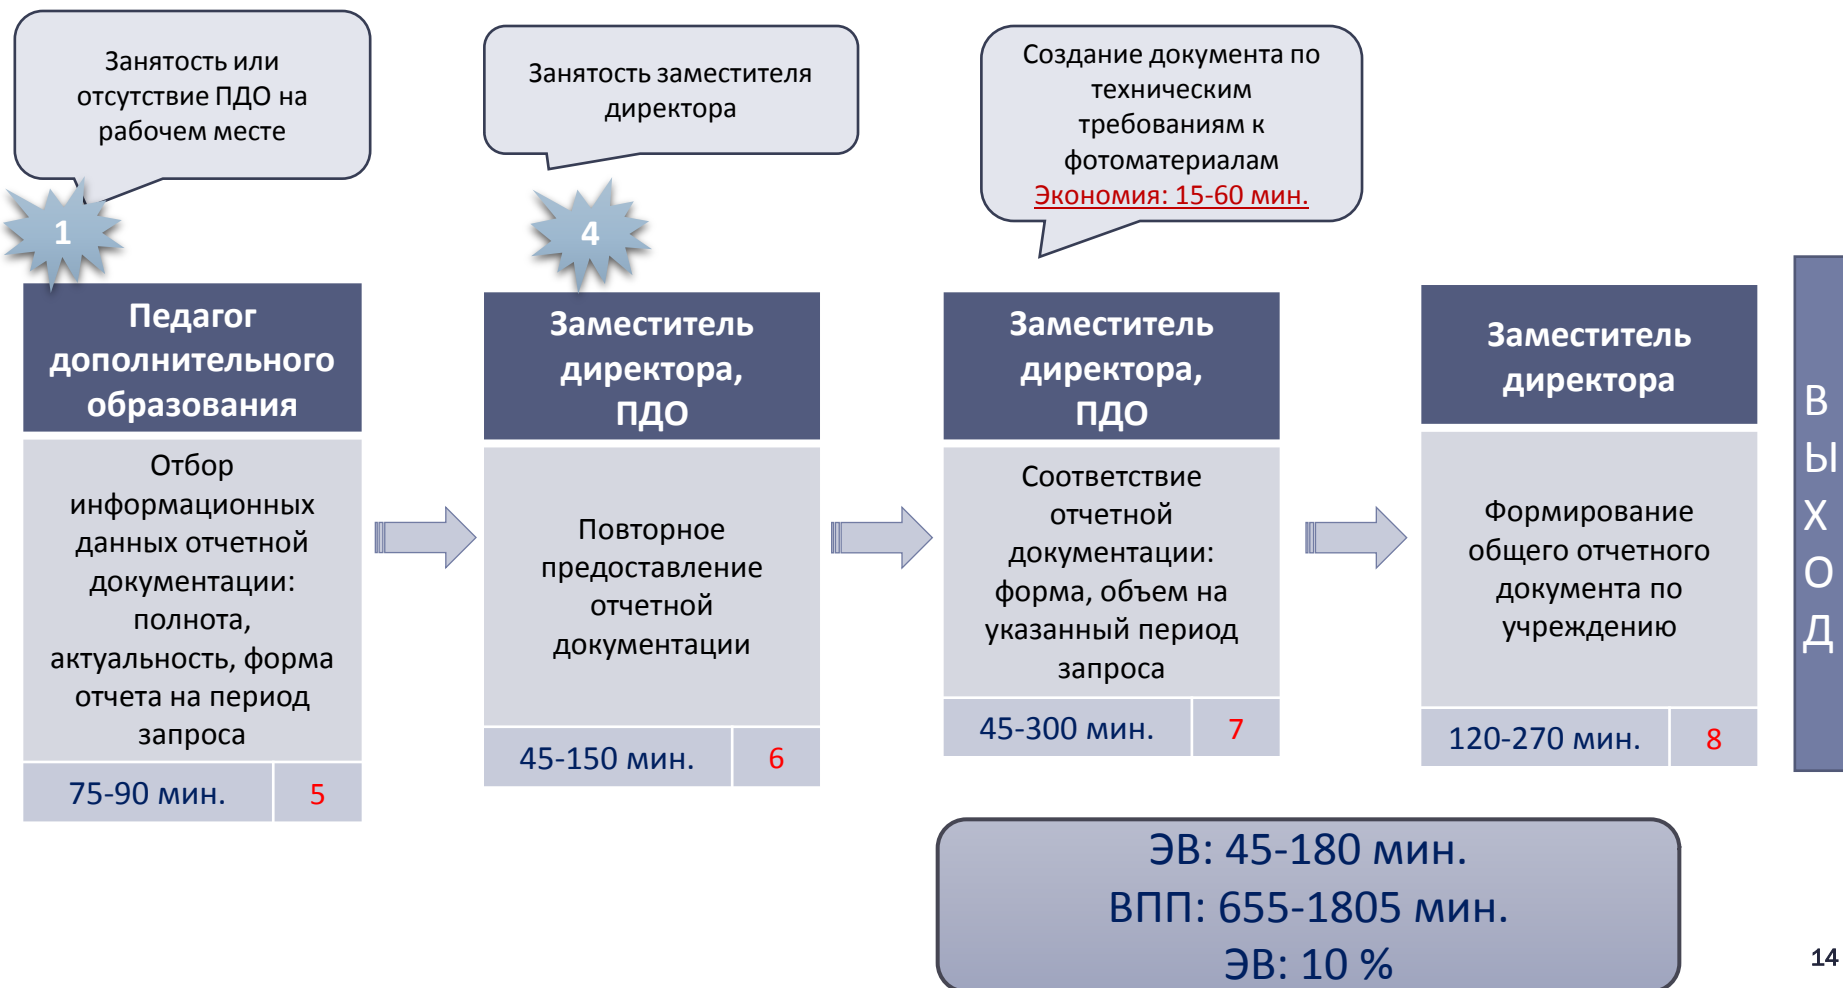 Занятость или
отсутствие ПДО на
рабочем месте
1
Занятость заместителя
директора
4
Создание документа по
техническим
требованиям к
фотоматериалам
Экономия: 15-60 мин.
Педагог
дополнительного
образования
Отбор
информационных
данных отчетной
документации:
полнота,
актуальность, форма
отчета на период
запроса
75-90 мин.
5
Заместитель
директора,
ПДО
Повторное
предоставление
отчетной
документации
45-150 мин.
6
Заместитель
директора,
ПДО
Соответствие
отчетной
документации:
форма, объем на
указанный период
запроса
45-300 мин.
7
Заместитель
директора
Формирование
общего отчетного
документа по
учреждению
120-270 мин.
8
В
Ы
Х
О
Д
ЭВ: 45-180 мин.
ВПП: 655-1805 мин.
ЭВ: 10 %
14